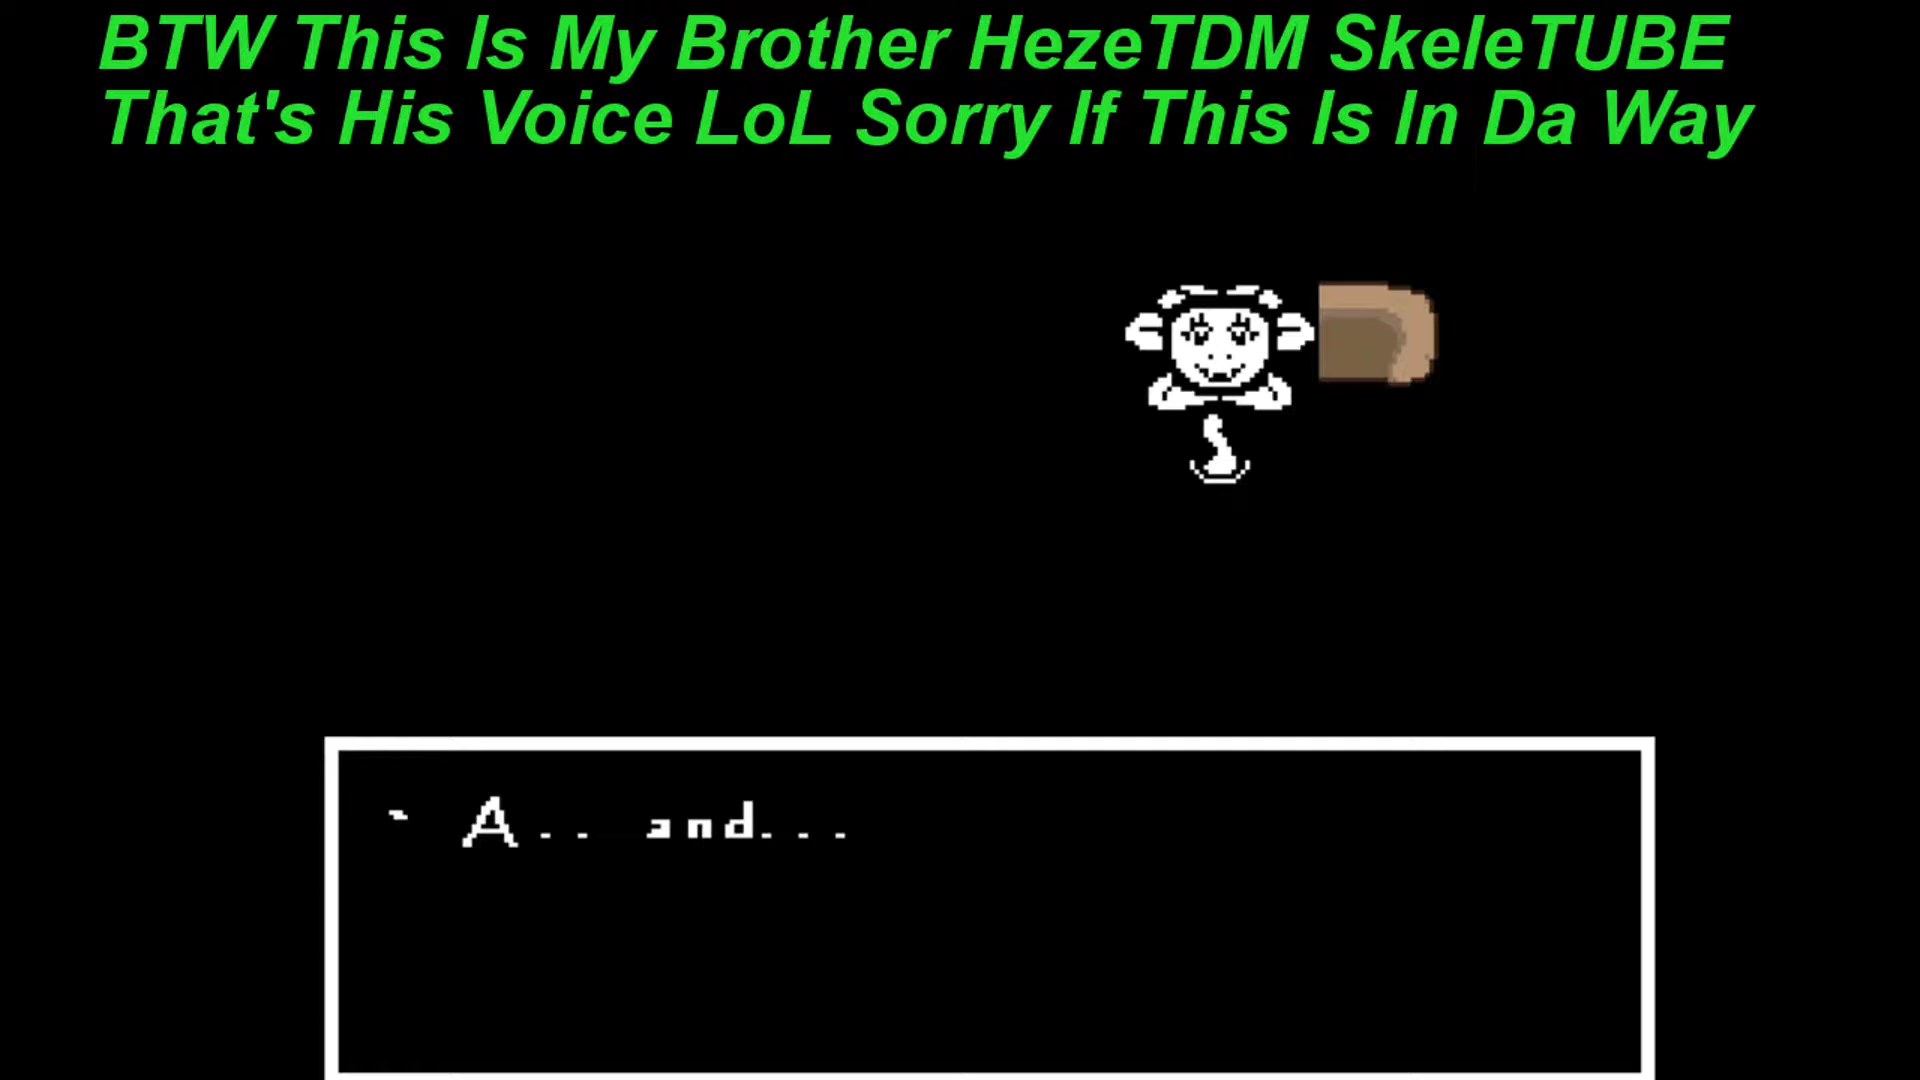 BTW This Is My Brother HezeTDM SkeleTUBE
That's His Voice LoL Sorry If This Is In Da Way
A.. and...